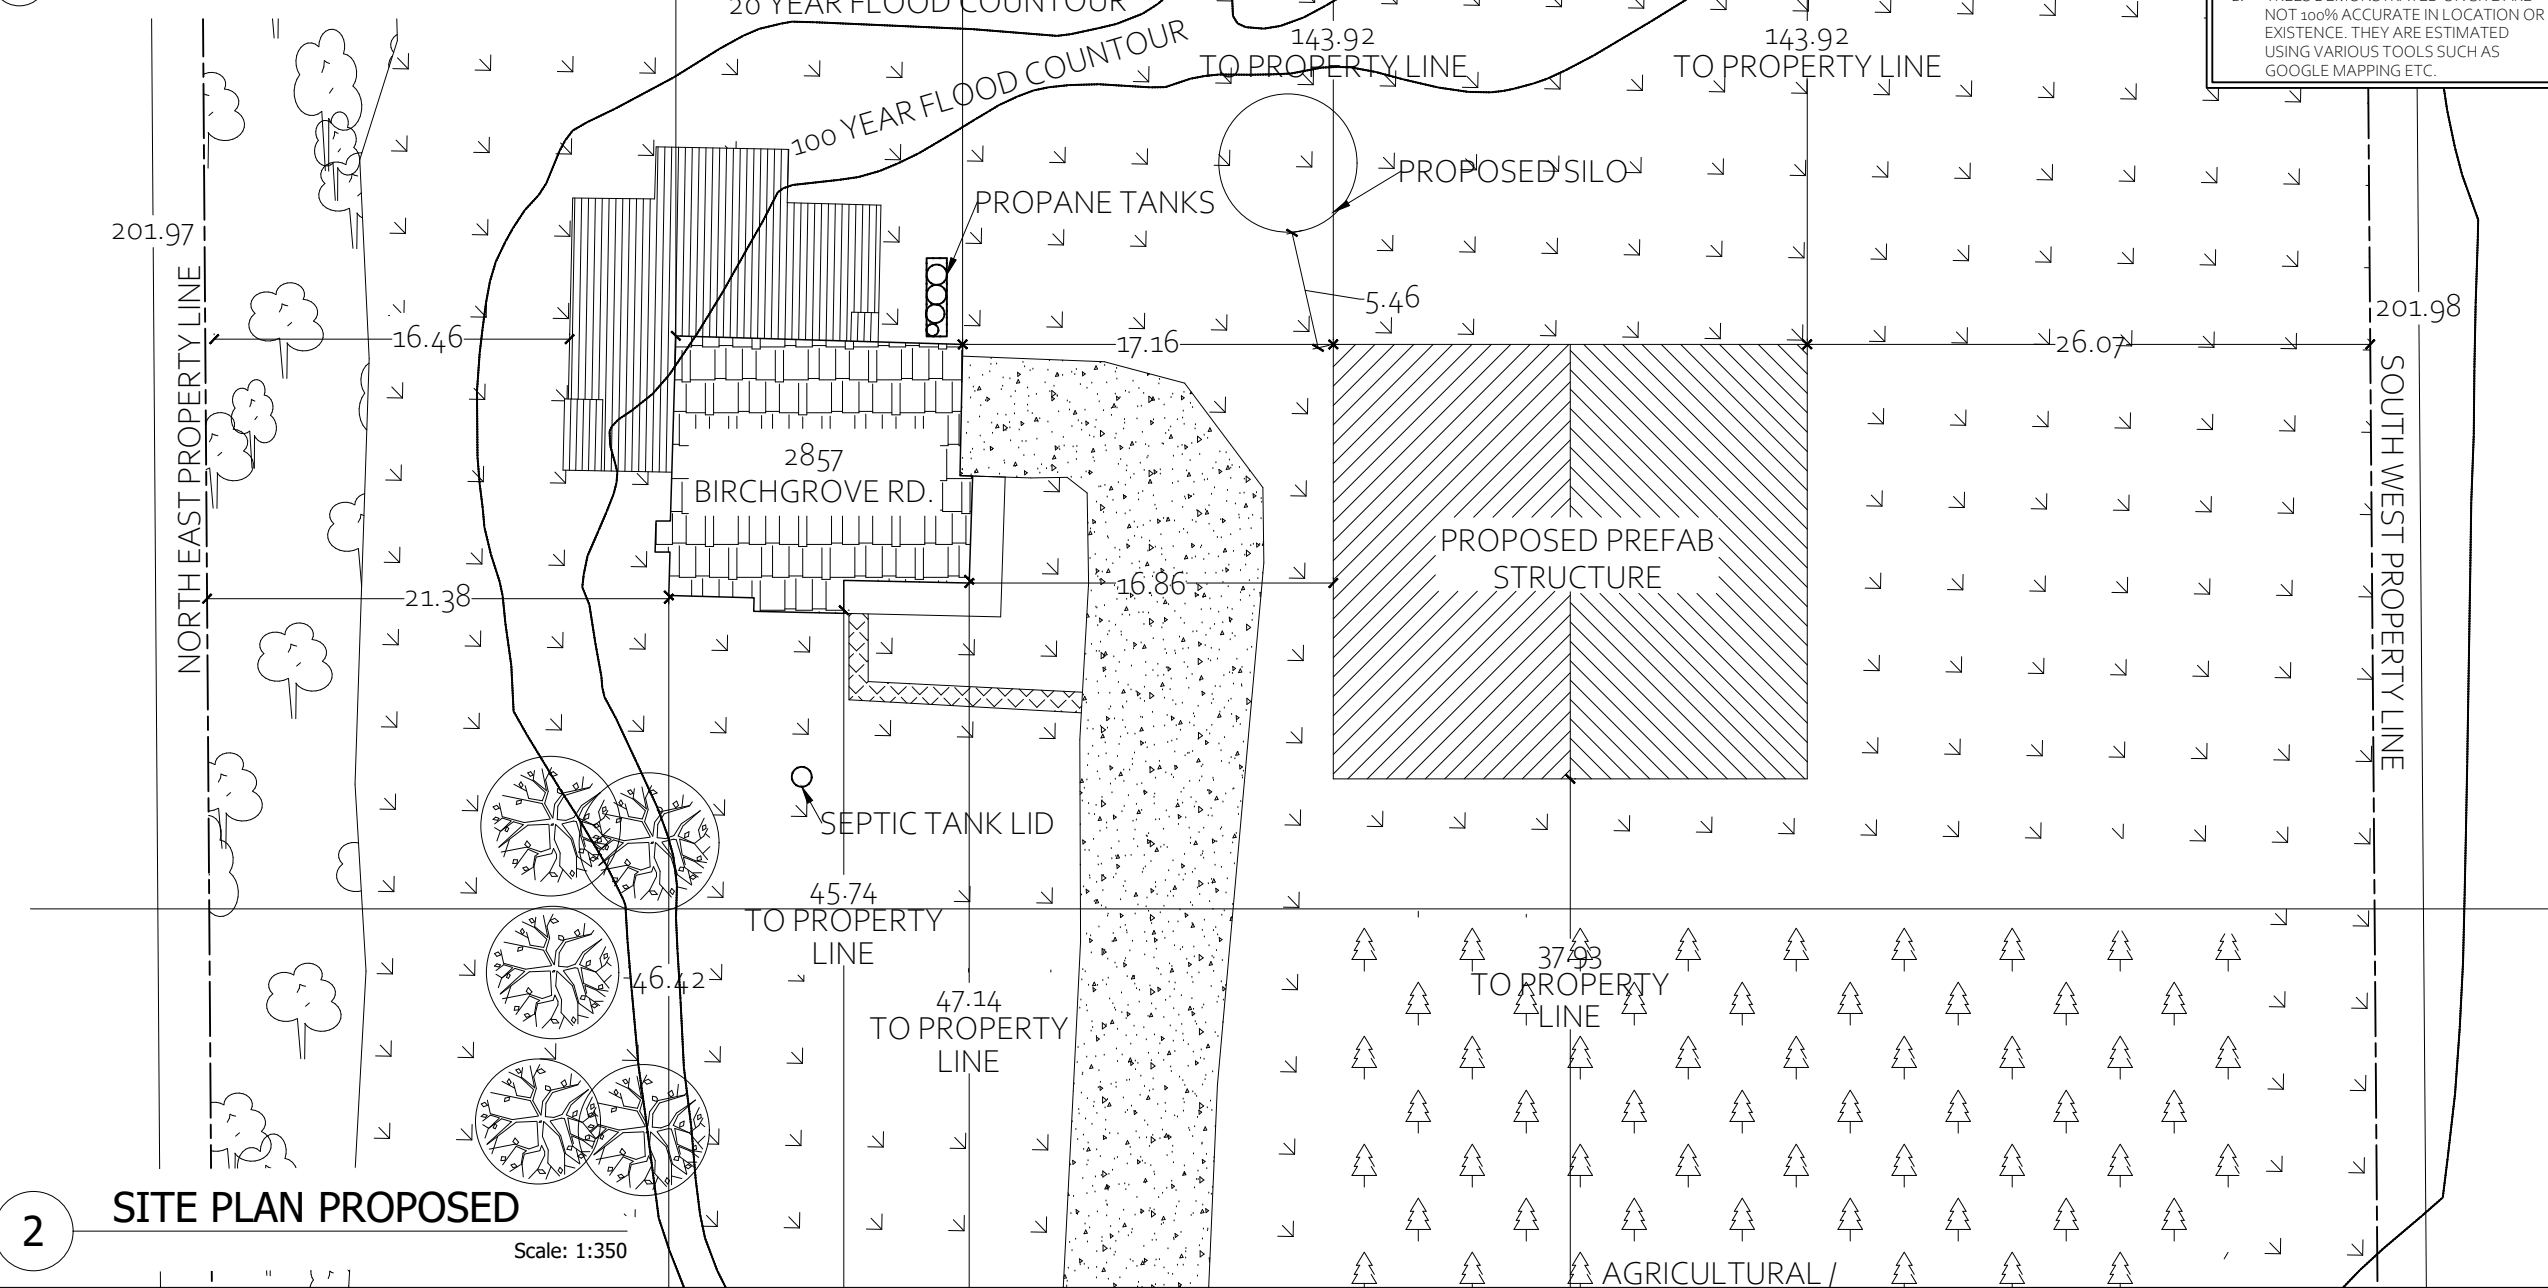 20 YEAR FLOOD COUNTOUR
100 YEAR FLOOD COUNTOUR
143.92
TO PROPERTY LINE
143.92
TO PROPERTY LINE
NOT 100% ACCURATE IN LOCATION OR
EXISTENCE. THEY ARE ESTIMATED
USING VARIOUS TOOLS SUCH AS
GOOGLE MAPPING ETC.
PROPOSED SILO
PROPANE TANKS
201.97
NORTH EAST PROPERTY LINE
5.46
201.98
SOUTH WEST PROPERTY LINE
16.46
17.16
26.07
2857
BIRCHGROVE RD.
PROPOSED PREFAB
STRUCTURE
21.38
16.86
SEPTIC TANK LID
45.74
TO PROPERTY
LINE
46.42
47.14
TO PROPERTY
LINE
37.93
TO PROPERTY
LINE
2
SITE PLAN PROPOSED
Scale: 1:350
AGRICULTURAL /